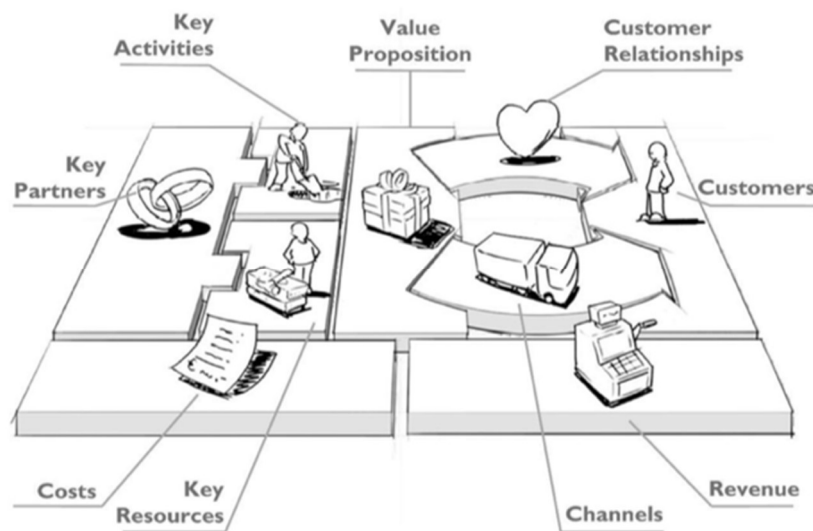 Key
Activities
Value
Proposition
Customer
Relationships
Key
Partners
Customers
Costs
Key
Resources
Channels
Revenue